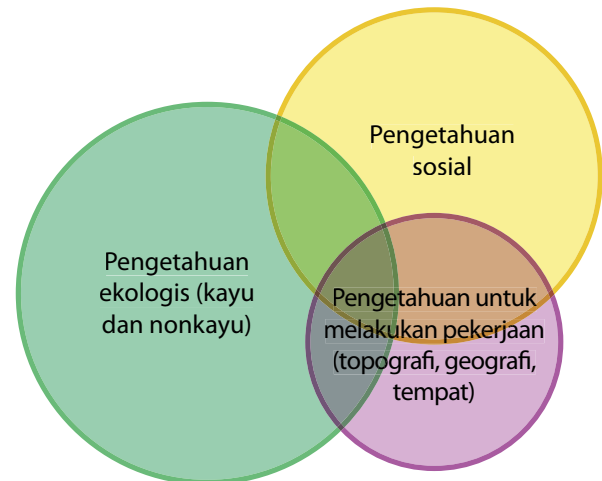 Pengetahuan
sosial
Pengetahuan
ekologis (kayu
dan nonkayu)
Pengetahuan untuk
melakukan pekerjaan
(topografi, geografi,
tempat)